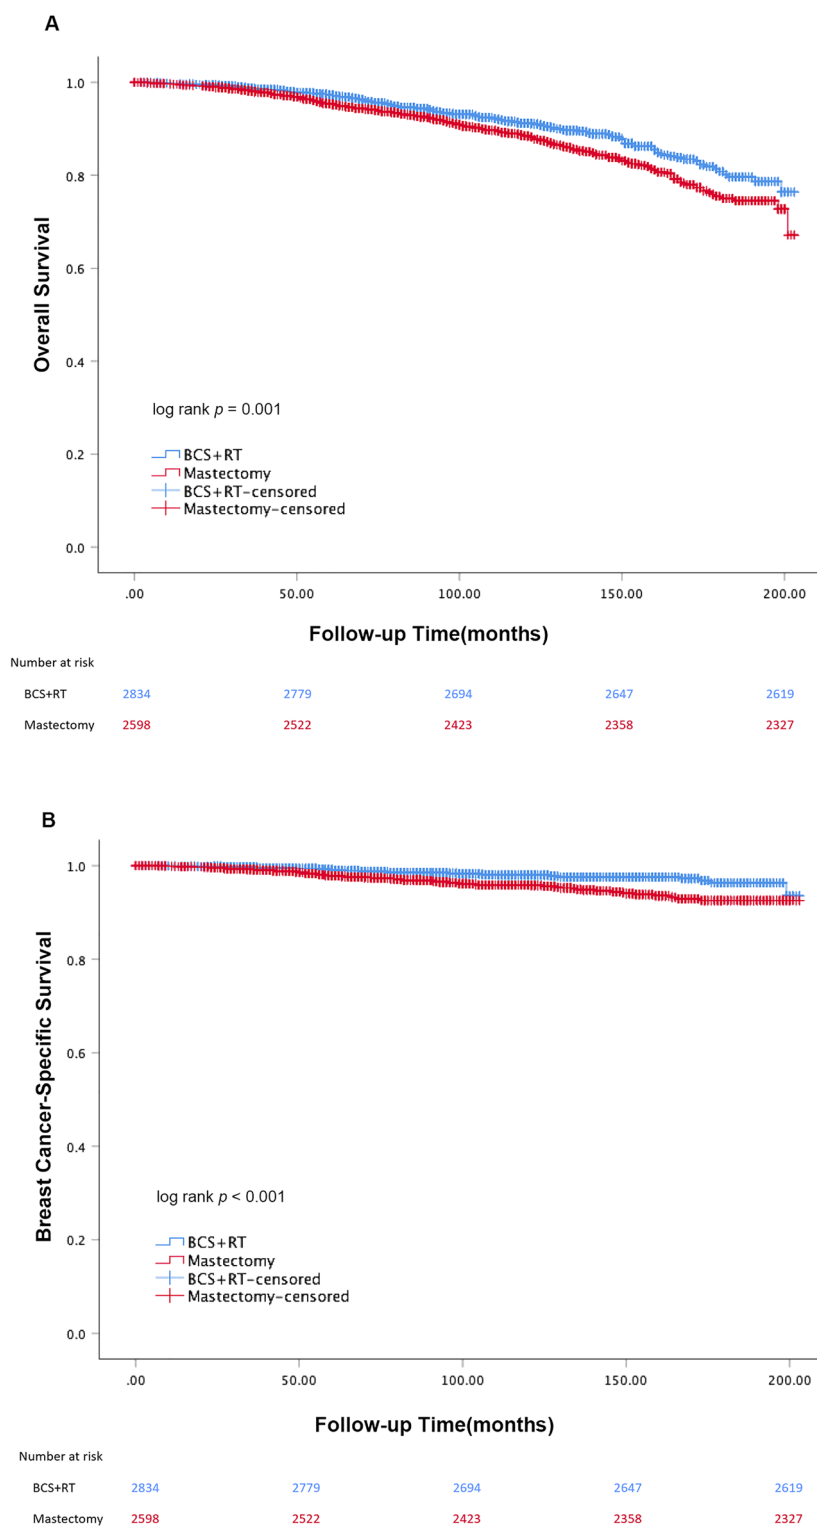 A
1.0
0.8
0.6
0.4
0.2
0.0
Overall Survival
log rank p = 0.001
BCS+RT
Mastectomy
BCS+RT-censored
Mastectomy-censored
.00 50.00 100.00 150.00 200.00
Follow-up Time(months)
Number at risk
BCS+RT 2834 2779 2694 2647 2619
Mastectomy 2598 2522 2423 2358 2327
B
1.0
0.8
0.6
0.4
0.2
0.0
Breast Cancer-Specific Survival
log rank p < 0.001
BCS+RT
Mastectomy
BCS+RT-censored
Mastectomy-censored
.00 50.00 100.00 150.00 200.00
Follow-up Time(months)
Number at risk
BCS+RT 2834 2779 2694 2647 2619
Mastectomy 2598 2522 2423 2358 2327